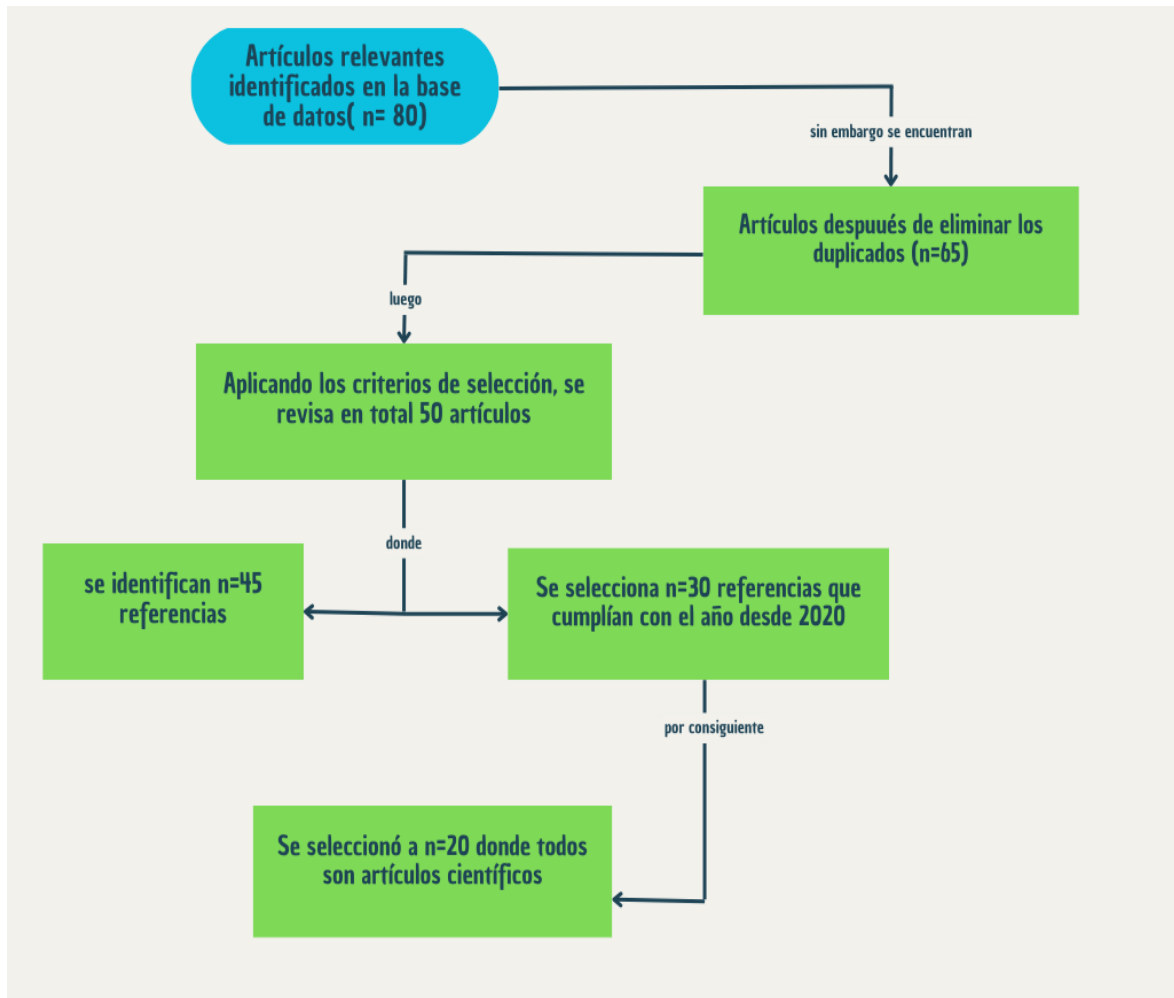 Artículos relevantes
identificados en la base
de datos( n= 80)
sin embargo se encuentran
Artículos despuués de eliminar los
duplicados (n=65)
luego
Aplicando los criterios de selección, se
revisa en total 50 artículos
donde
se identifican n=45
referencias
Se selecciona n=30 referencias que
cumplían con el año desde 2020
por consiguiente
Se seleccionó a n=20 donde todos
son artículos científicos